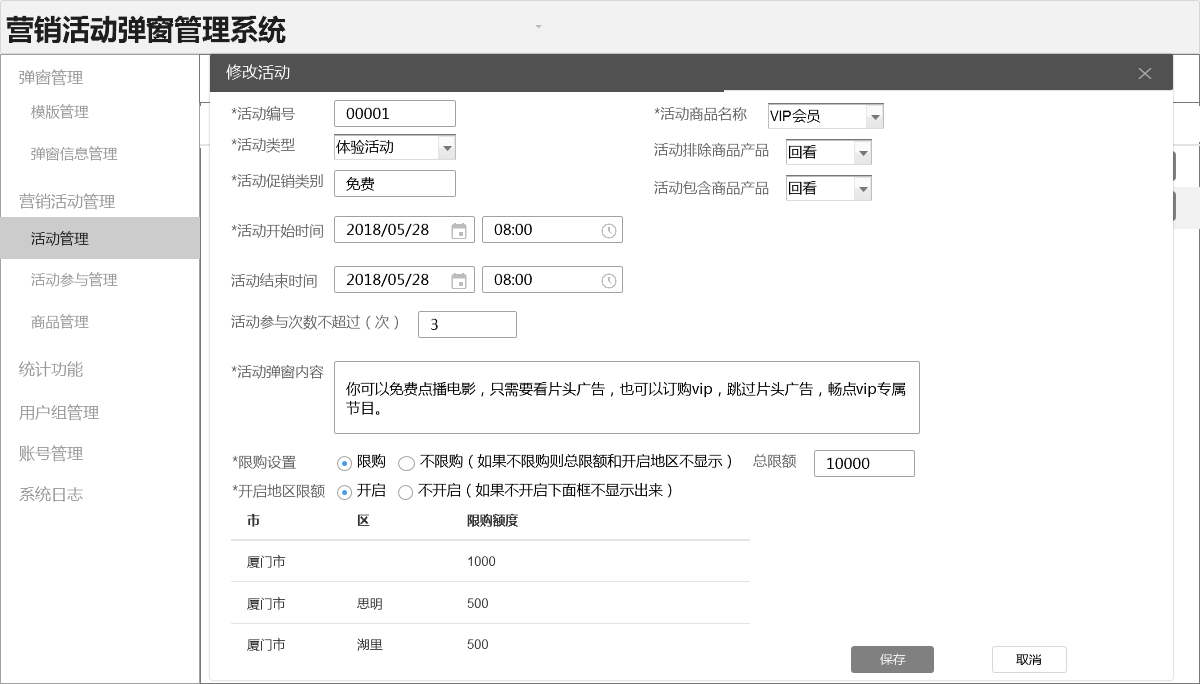 营销活动弹窗管理系统
弹窗管理
模版管理
弹窗信息管理
营销活动管理
活动管理
活动参与管理
商品管理
统计功能
用户组管理
账号管理
系统日志
修改活动
*活动编号 00001 *活动商品名称 VIP会员
*活动类型 体验活动 活动排除商品产品 回看
*活动促销类别 免费 活动包含商品产品 回看
*活动开始时间 2018/05/28 08:00
活动结束时间 2018/05/28 08:00
活动参与次数不超过（次） 3
*活动弹窗内容 你可以免费点播电影，只需要看片头广告，也可以订购vip，跳过片头广告，畅点vip专属
节目。
*限购设置 限购 不限购（如果不限购则总限额和开启地区不显示） 总限额 10000
*开启地区限额 开启 不开启（如果不开启下面框不显示出来）
市 区 限购额度
厦门市 1000
厦门市 思明 500
厦门市 湖里 500
保存 取消